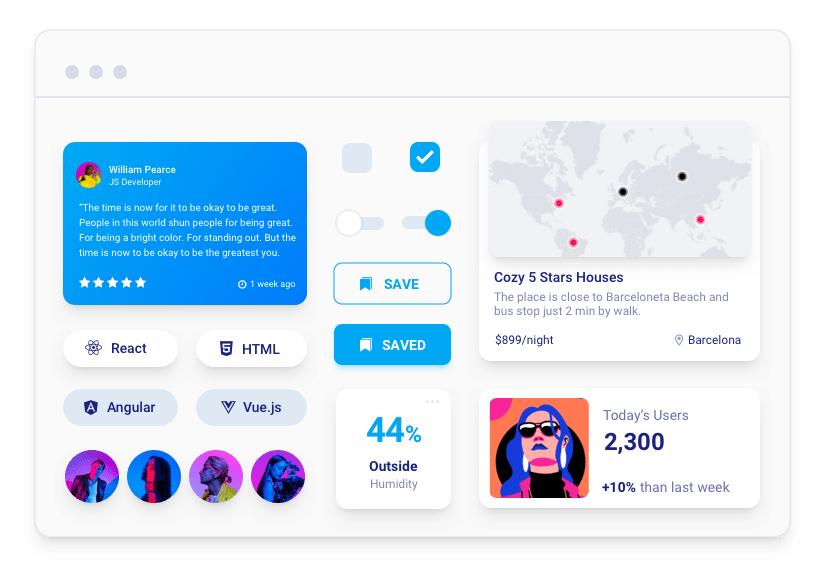 William Pearce
JS Developer
“The time is now for it to be okay to be great.
People in this world shun people for being great.
For being a bright color. For standing out. But the
time is now to be okay to be the greatest you.
1 week ago
React
HTML
Angular
Vue.js
SAVE
SAVED
44%
Outside
Humidity
Cozy 5 Stars Houses
The place is close to Barceloneta Beach and
bus stop just 2 min by walk.
$899/night
Barcelona
Today’s Users
2,300
+10% than last week